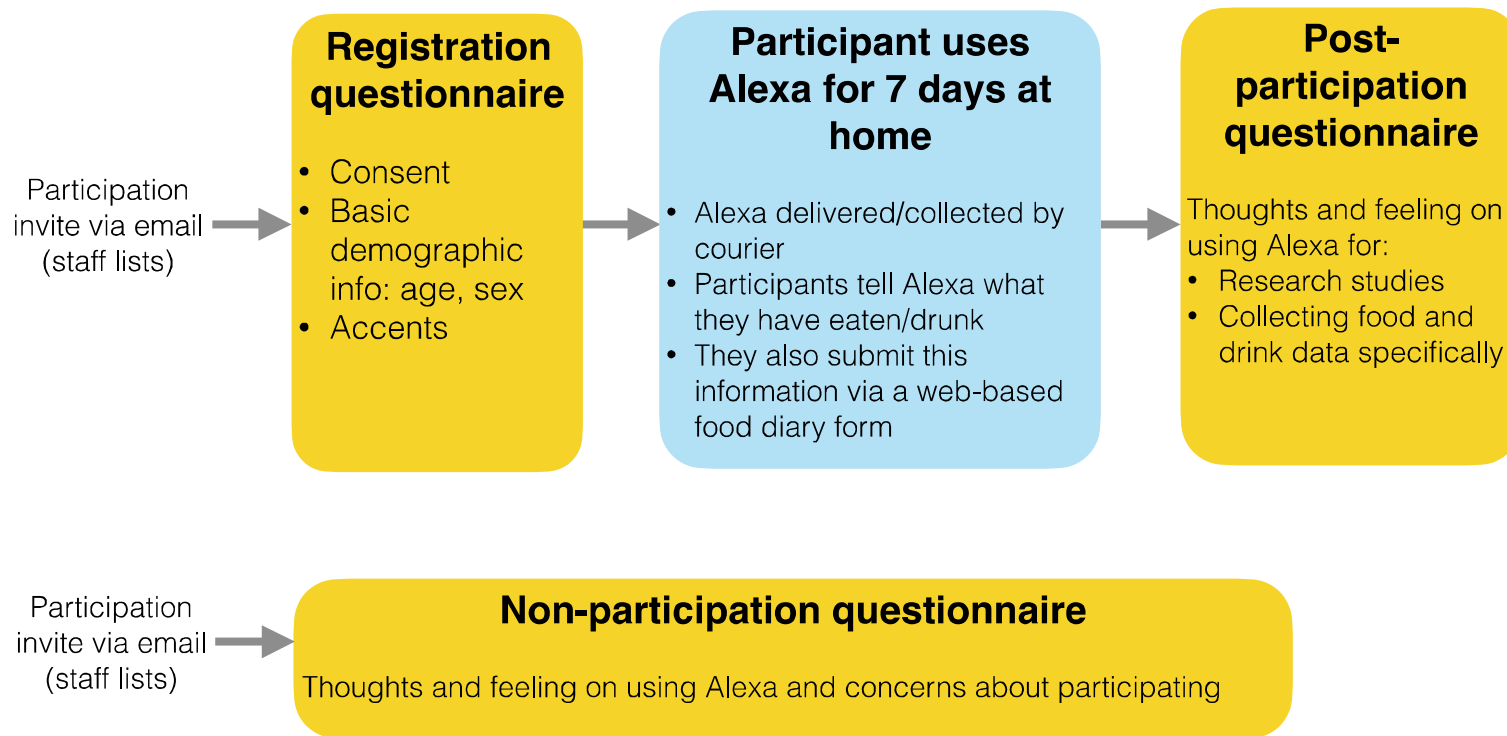 Participation
invite via email
(staff lists)
Registration
questionnaire
• Consent
• Basic
demographic
info: age, sex
• Accents
Participant uses
Alexa for 7 days at
home
• Alexa delivered/collected by
courier
• Participants tell Alexa what
they have eaten/drunk
• They also submit this
information via a web-based
food diary form
Post-
participation
questionnaire
Thoughts and feeling on
using Alexa for:
• Research studies
• Collecting food and
drink data specifically
Participation
invite via email
(staff lists)
Non-participation questionnaire
Thoughts and feeling on using Alexa and concerns about participating